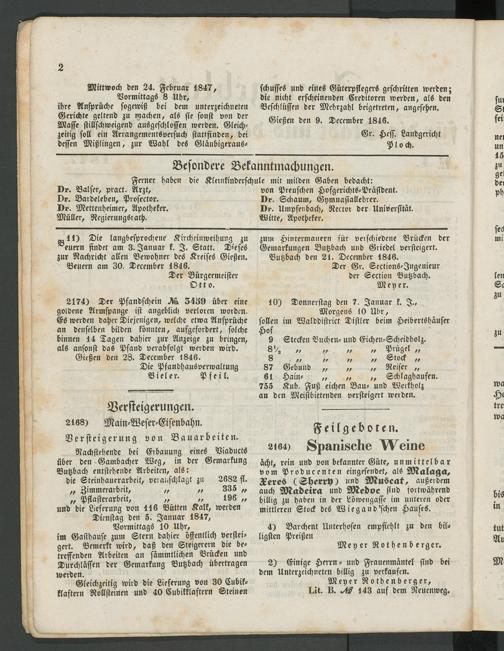 2
Mittwoch den 24. Februar 1847,
Vormittags 8 Uhr,
ihre Ansprüche sogewiß bei dem unterzeichneten
Gerichte geltend zu machen, als sie sonst von der
Masse stillschweigend ausgeschlossen werden. Gleich-
zeitig soll ein Arrangementsversuch stattfinden, bei
dessen Mißlingen, zur Wahl des Gläubigeraus-
schusses und eines Güterpflegers geschritten werden;
die nicht erscheinenden Creditoren werden, als den
Beschlüssen der Mehrzahl beigetreten, angesehen.
Gießen den 9. December 1846.
Gr. Hess. Landgericht
Ploch.
Besondere Bekanntmachungen.
Ferner haben die Kleinkinderschule mit milden Gaben bedacht:
Dr. Balser, pract. Arzt,
Dr. Bardeleben, Prosector.
Dr. Mettenheimer, Apotheker.
Müller, Regierungsrath.
von Preuschen Hofgerichts-Präsident.
Dr. Schaum, Gymnasiallehrer.
Dr. Umpfenbach, Rector der Universität.
Witte, Apotheker.
11) Die langbesprochene Kircheinweihung zu
Beuern findet am 3. Januar k. J. Statt. Dieses
zur Nachricht allen Bewohner des Kreises Gießen.
Beuern am 30. December 1846.
Der Bürgermeister
Otto.
2174) Der Pfandschein № 5439 über eine
goldene Armspange ist angeblich verloren worden.
Es werden daher Diejenigen, welche etwa Ansprüche
an denselben bilden könnten, aufgefordert, solche
binnen 14 Tagen dahier zur Anzeige zu bringen,
als ansonst das Pfand verabfolgt werden wird.
Gießen den 28. December 1846.
Die Pfandhausverwaltung
Bieler. Pfeil.
Versteigerungen.
2168) Main-Weser-Eisenbahn.
Versteigerung von Bauarbeiten.
Nachstehende bei Erbauung eines Viaducts
über den Gambacher Weg, in der Gemarkung
Butzbach entstehende Arbeiten, als:
die Steinhauerarbeit, veranschlagt zu 2682 fl.
„ Zimmerarbeit, „ „ 335 „
„ Pflasterarbeit, „ „ 196 „
und die Lieferung von 116 Bütten Kalk, werden
Dienstag den 5. Januar 1847,
Vormittags 10 Uhr,
im Gasthause zum Stern dahier öffentlich verstei-
gert. Bemerkt wird, daß den Steigerern die be-
treffenden Arbeiten an sämmtlichen Brücken und
Durchlässen der Gemarkung Butzbach übertragen
werden.
Gleichzeitig wird die Lieferung von 30 Cubik-
klaftern Rollsteinen und 40 Cubikklaftern Steinen
zum Hintermauern für verschiedene Brücken der
Gemarkungen Butzbach und Griedel versteigert.
Butzbach den 21. December 1846.
Der Gr. Sections-Ingenieur
der Section Butzbach.
Meyer.
10) Donnerstag den 7. Januar k. J.,
Morgens 10 Uhr,
sollen im Walddistrict Distler beim Heibertshäuser
Hof
9 Stecken Buchen- und Eichen-Scheidholz.
8½ „ „ „ „ Prügel „
8 „ „ „ „ Stock „
87 Gebund „ „ „ Reiser „
61 Hain- „ „ „ Schlaghausen.
755 Kub. Fuß eichen Bau- und Werkholz
an den Meistbietenden versteigert werden.
Feilgeboten.
2164) Spanische Weine
ächt, rein und von bekannter Güte, unmittelbar
vom Producenten eingesendet, als Malaga,
Xeres (Sherry) und Muscat, außerdem
auch Madeira und Medoc sind fortwährend
billig zu haben in der Löwengasse im unteren oder
mittleren Stock des Wiegand'schen Hauses.
4) Barchent Unterhosen empfiehlt zu den bil-
ligsten Preißen
Meyer Rothenberger.
2) Einige Herrn- und Frauenmäntel sind bei
dem Unterzeichneten billig zu verkaufen.
Meyer Rothenberger,
Lit. B. № 143 auf dem Neuenweg.